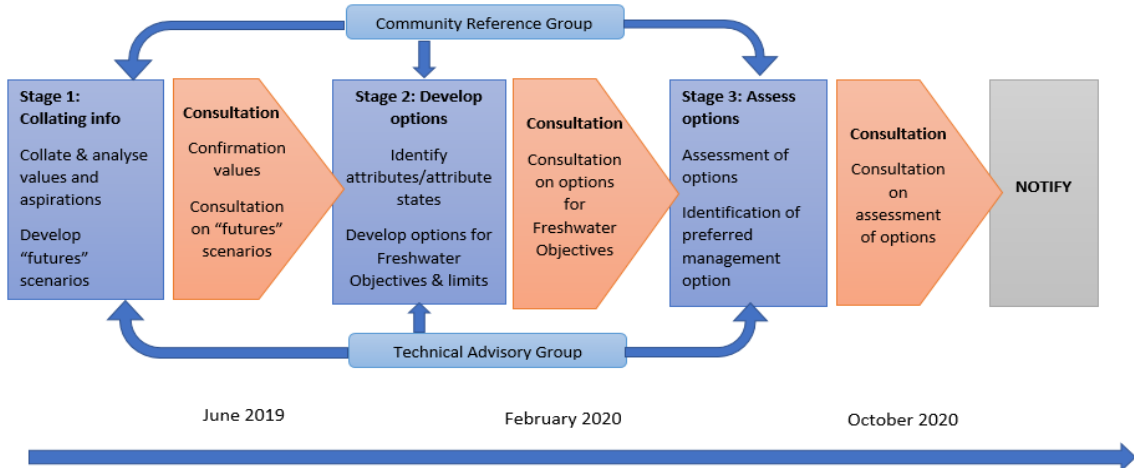 Community Reference Group
Stage 1:
Collating info
Collate & analyse
values and
aspirations
Develop
“futures”
scenarios
Consultation
Confirmation
values
Consultation
on “futures”
scenarios
Stage 2: Develop
options
Identify
attributes/attribute
states
Develop options for
Freshwater
Objectives & limits
Consultation
Consultation
on options
for
Freshwater
Objectives
Stage 3: Assess
options
Assessment of
options
Identification of
preferred
management
option
Consultation
Consultation
on
assessment
of options
NOTIFY
Technical Advisory Group
June 2019
February 2020
October 2020